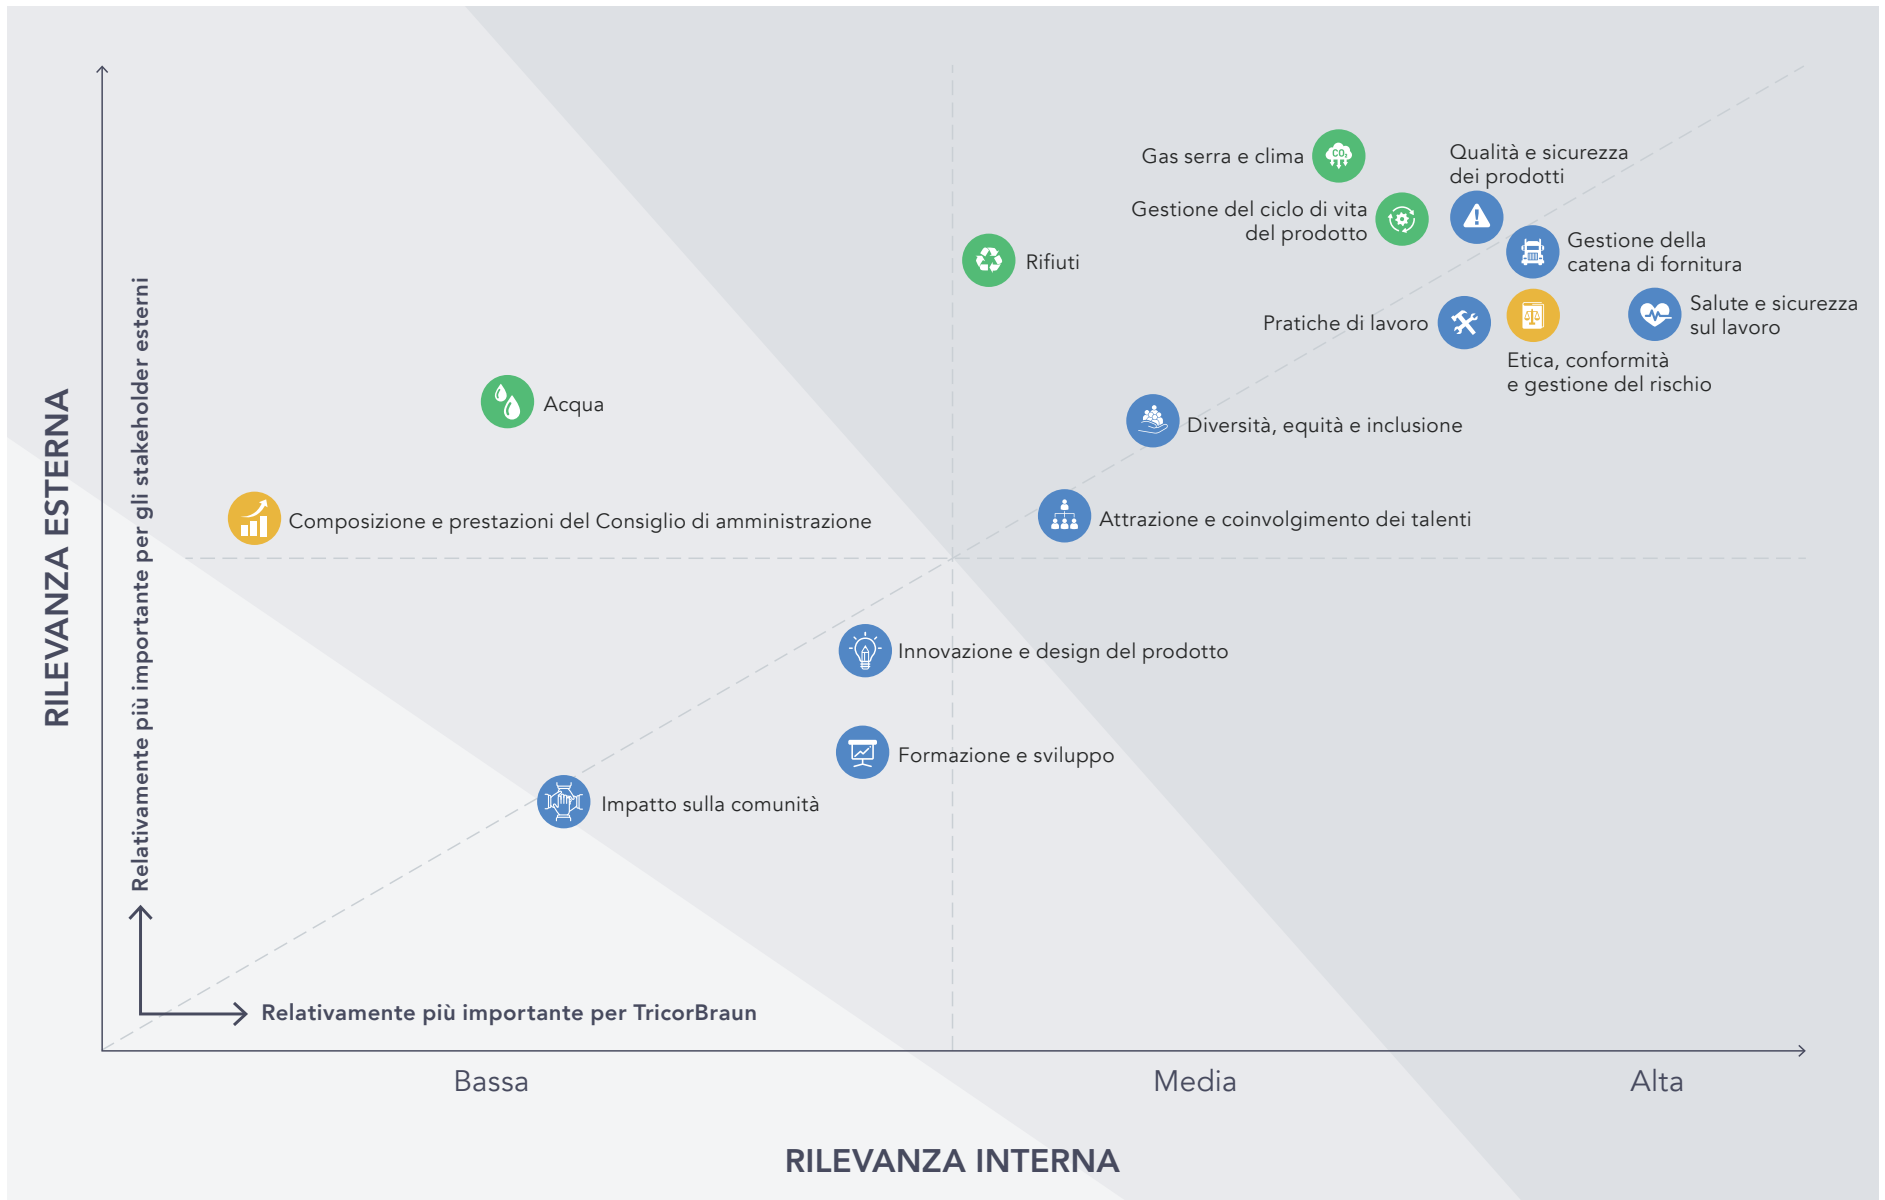 RILEVANZA ESTERNA
Relativamente più importante per gli stakeholder esterni
Gas serra e clima
CO₂
Qualità e sicurezza
dei prodotti
Gestione del ciclo di vita
del prodotto
Gestione della
catena di fornitura
Rifiuti
Salute e sicurezza
sul lavoro
Pratiche di lavoro
Etica, conformità
e gestione del rischio
Acqua
Diversità, equità e inclusione
Composizione e prestazioni del Consiglio di amministrazione
Attrazione e coinvolgimento dei talenti
Innovazione e design del prodotto
Formazione e sviluppo
Impatto sulla comunità
Relativamente più importante per TricorBraun
Bassa
Media
Alta
RILEVANZA INTERNA